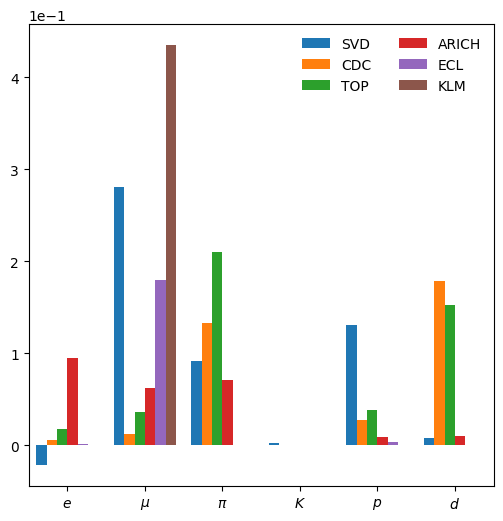 1e−1
SVD ARICH
CDC ECL
TOP KLM
4
3
2
1
0
e μ π K p d